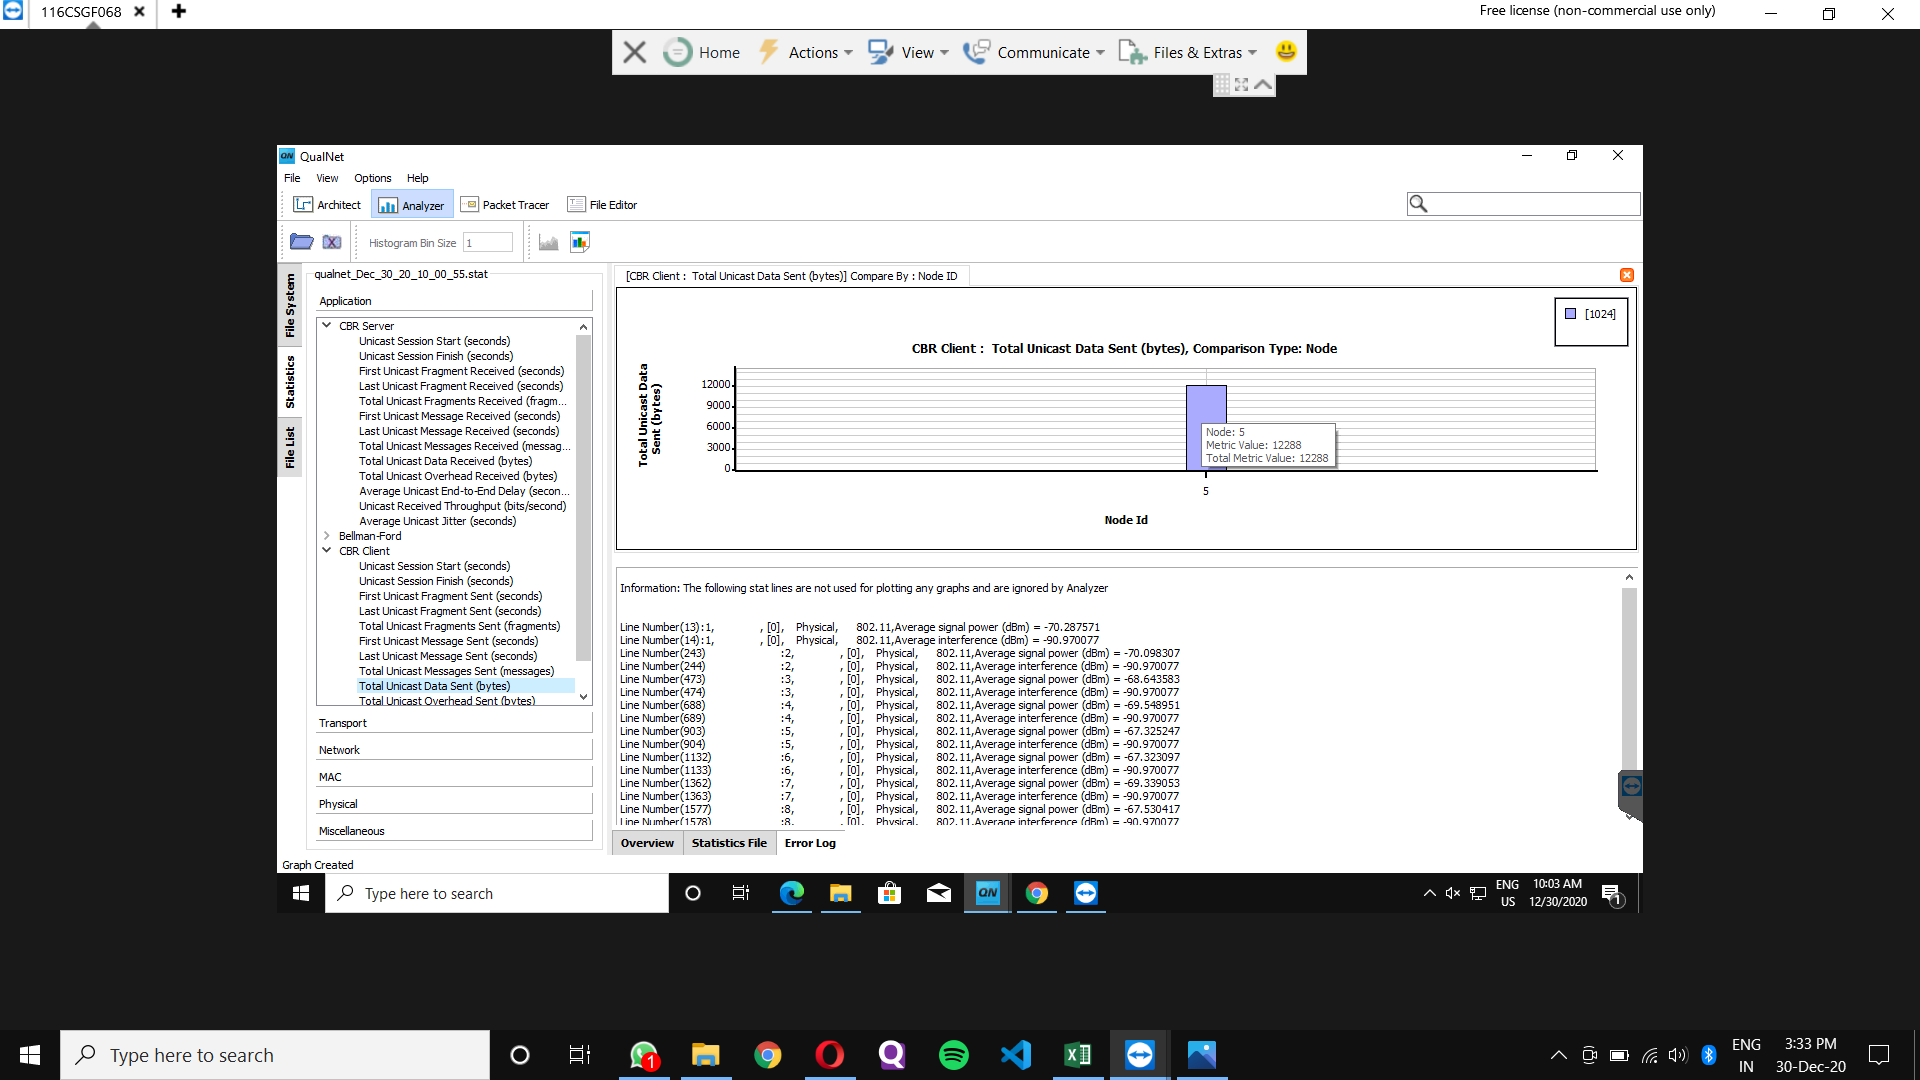 116CSGF068
Free license (non-commercial use only)
Home
Actions
View
Communicate
Files & Extras
QN QualNet
File View Options Help
Architect
Analyzer
Packet Tracer
File Editor
Histogram Bin Size 1
File System
Statistics
File List
qualnet_Dec_30_20_10_00_55.stat
Application
CBR Server
Unicast Session Start (seconds)
Unicast Session Finish (seconds)
First Unicast Fragment Received (seconds)
Last Unicast Fragment Received (seconds)
Total Unicast Fragments Received (fragm...
First Unicast Message Received (seconds)
Last Unicast Message Received (seconds)
Total Unicast Messages Received (messag...
Total Unicast Data Received (bytes)
Total Unicast Overhead Received (bytes)
Average Unicast End-to-End Delay (secon...
Unicast Received Throughput (bits/second)
Average Unicast Jitter (seconds)
Bellman-Ford
CBR Client
Unicast Session Start (seconds)
Unicast Session Finish (seconds)
First Unicast Fragment Sent (seconds)
Last Unicast Fragment Sent (seconds)
Total Unicast Fragments Sent (fragments)
First Unicast Message Sent (seconds)
Last Unicast Message Sent (seconds)
Total Unicast Messages Sent (messages)
Total Unicast Data Sent (bytes)
Total Unicast Overhead Sent (bytes)
Transport
Network
MAC
Physical
Miscellaneous
Graph Created
[CBR Client : Total Unicast Data Sent (bytes)] Compare By : Node ID
[1024]
CBR Client : Total Unicast Data Sent (bytes), Comparison Type: Node
Total Unicast Data
Sent (bytes)
12000
9000
6000
3000
0
Node: 5
Metric Value: 12288
Total Metric Value: 12288
5
Node Id
Information: The following stat lines are not used for plotting any graphs and are ignored by Analyzer
Line Number(13):1, , [0], Physical, 802.11,Average signal power (dBm) = -70.287571
Line Number(14):1, , [0], Physical, 802.11,Average interference (dBm) = -90.970077
Line Number(243) :2, , [0], Physical, 802.11,Average signal power (dBm) = -70.098307
Line Number(244) :2, , [0], Physical, 802.11,Average interference (dBm) = -90.970077
Line Number(473) :3, , [0], Physical, 802.11,Average signal power (dBm) = -68.643583
Line Number(474) :3, , [0], Physical, 802.11,Average interference (dBm) = -90.970077
Line Number(688) :4, , [0], Physical, 802.11,Average signal power (dBm) = -69.548951
Line Number(689) :4, , [0], Physical, 802.11,Average interference (dBm) = -90.970077
Line Number(903) :5, , [0], Physical, 802.11,Average signal power (dBm) = -67.325247
Line Number(904) :5, , [0], Physical, 802.11,Average interference (dBm) = -90.970077
Line Number(1132) :6, , [0], Physical, 802.11,Average signal power (dBm) = -67.323097
Line Number(1133) :6, , [0], Physical, 802.11,Average interference (dBm) = -90.970077
Line Number(1362) :7, , [0], Physical, 802.11,Average signal power (dBm) = -69.339053
Line Number(1363) :7, , [0], Physical, 802.11,Average interference (dBm) = -90.970077
Line Number(1577) :8, , [0], Physical, 802.11,Average signal power (dBm) = -67.530417
Line Number(1578) :8, , [0], Physical, 802.11,Average interference (dBm) = -90.970077
Overview
Statistics File
Error Log
Type here to search
QN
ENG
US
10:03 AM
12/30/2020
1
Type here to search
1
ENG
IN
3:33 PM
30-Dec-20